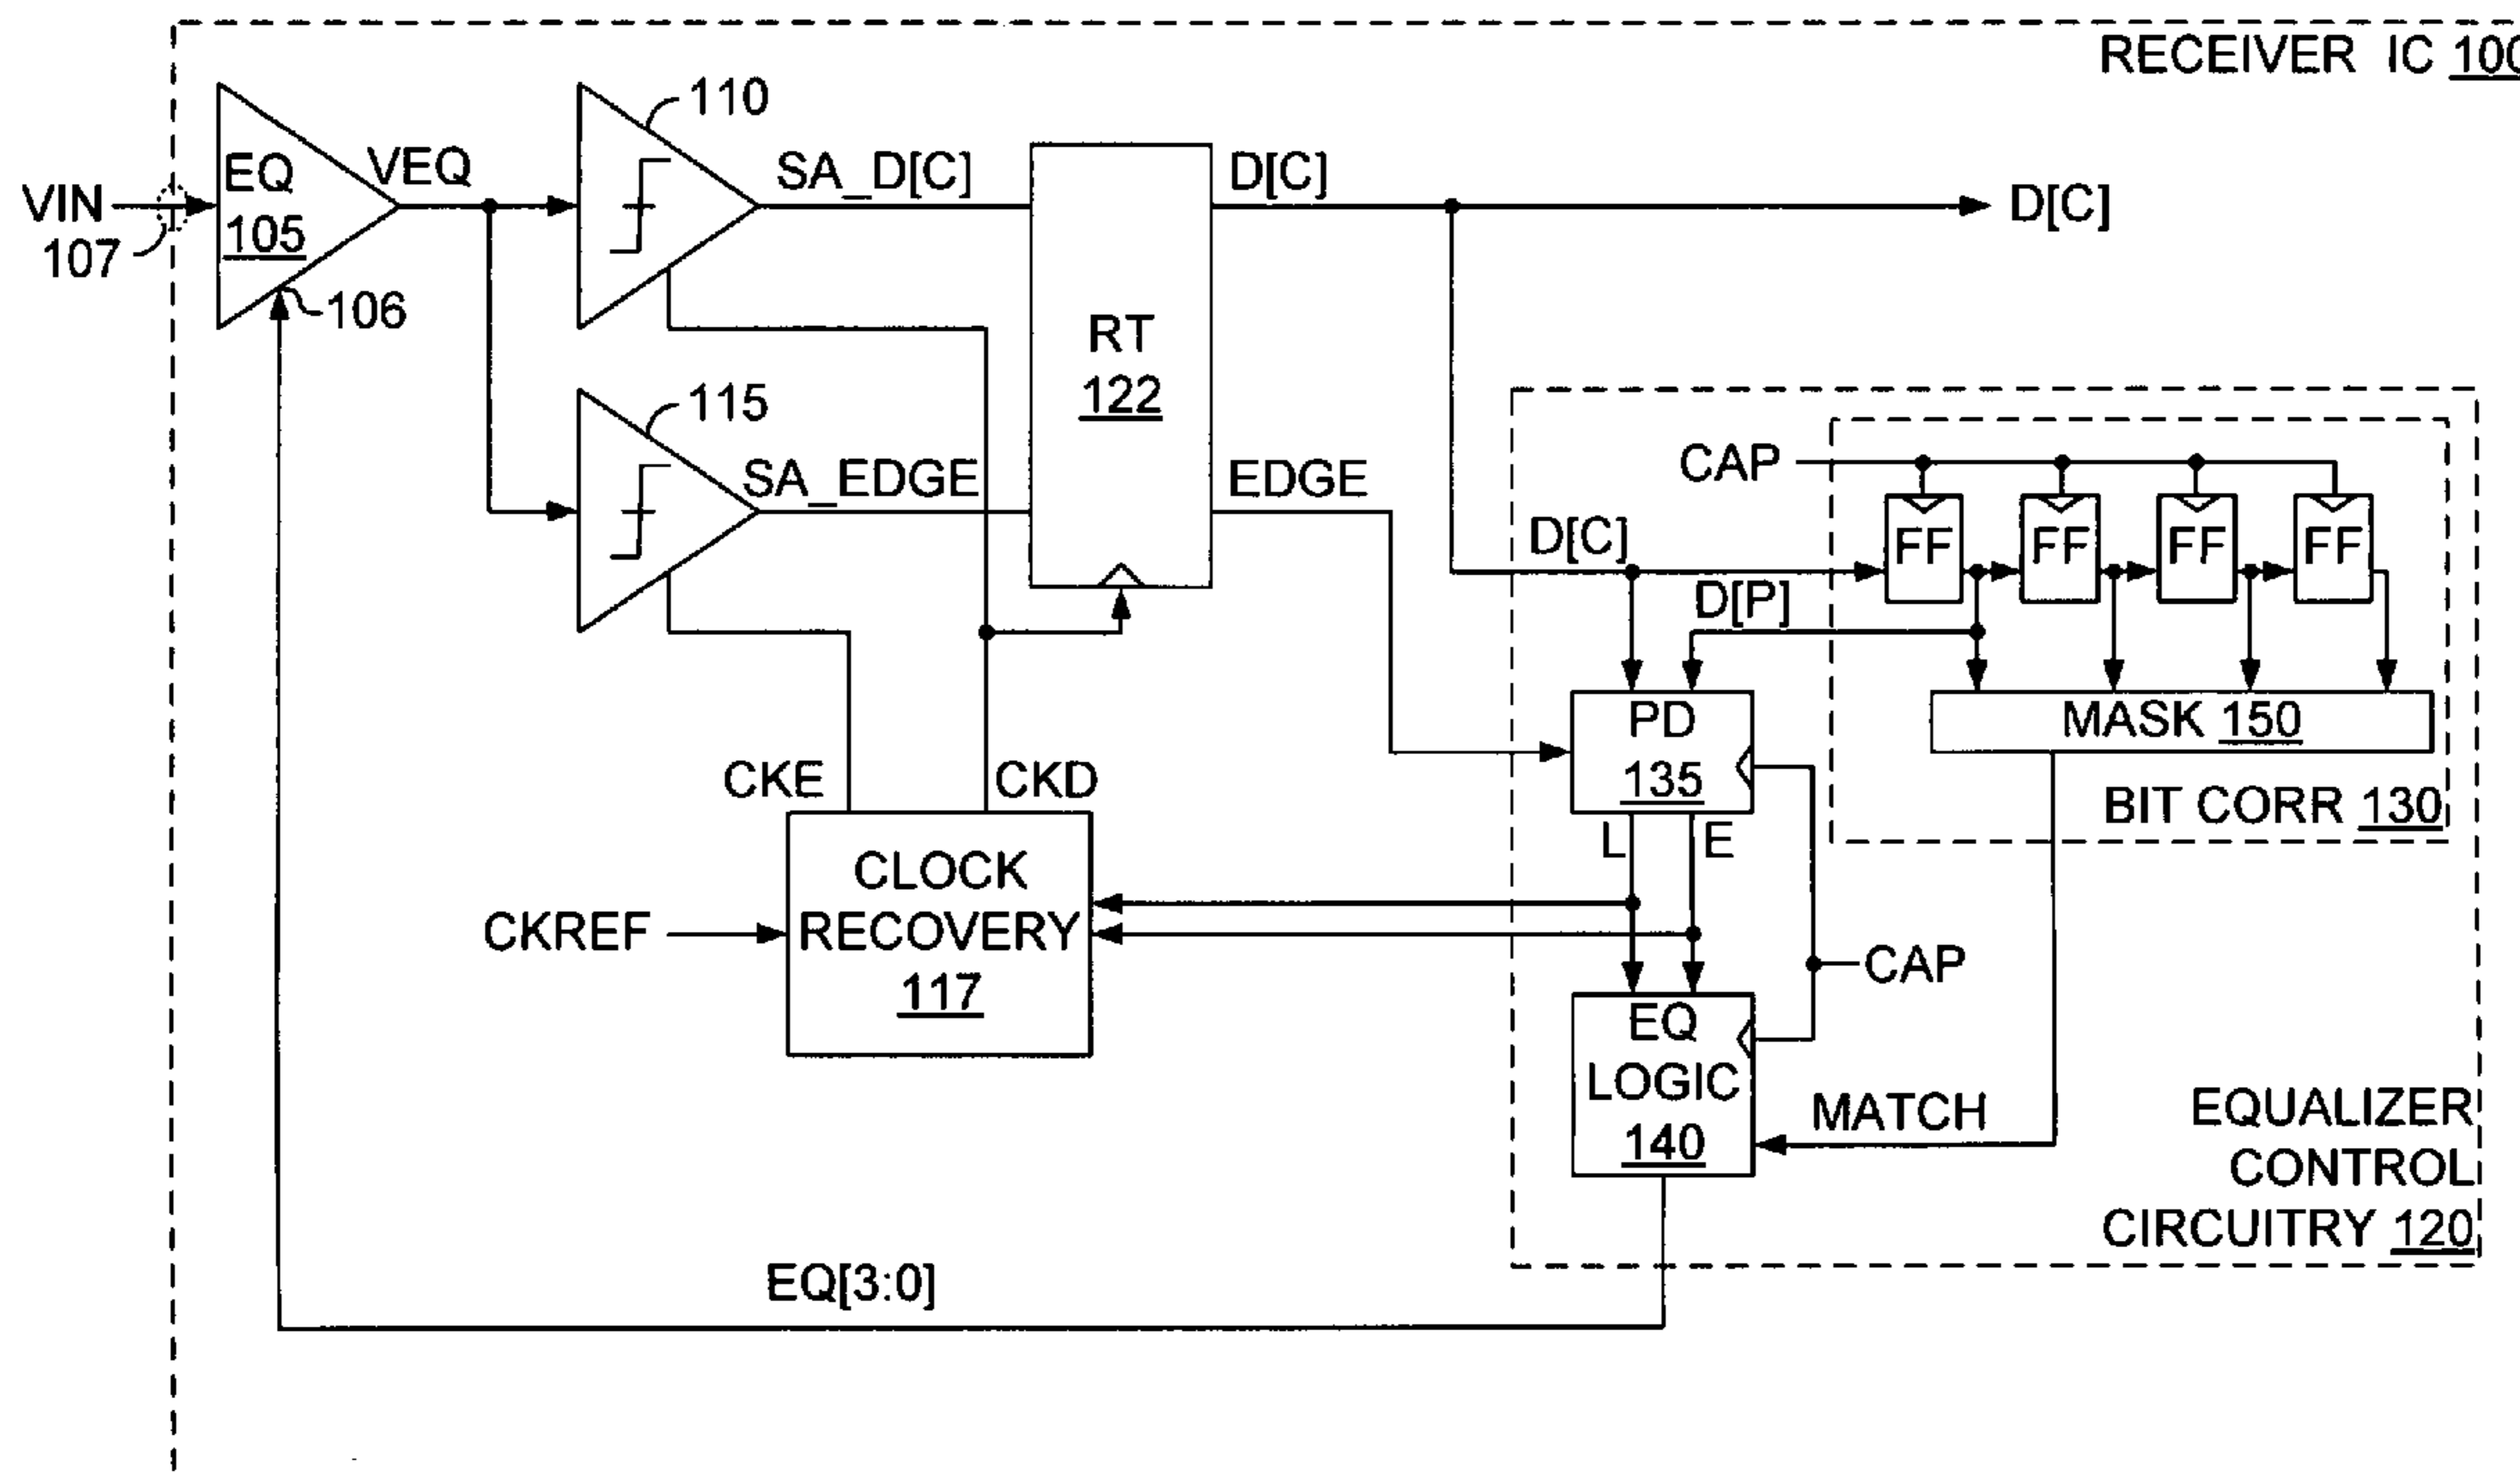 RECEIVER IC 100
110
VIN
107
EQ
105
VEQ
106
SA_D[C]
D[C]
D[C]
RT
122
115
SA_EDGE
EDGE
CAP
FF
FF
FF
FF
D[C]
D[P]
PD
135
MASK 150
BIT CORR 130
L
E
CKE
CKD
CLOCK
RECOVERY
117
CKREF
CAP
EQ
LOGIC
140
MATCH
EQUALIZER
CONTROL
CIRCUITRY 120
EQ[3:0]